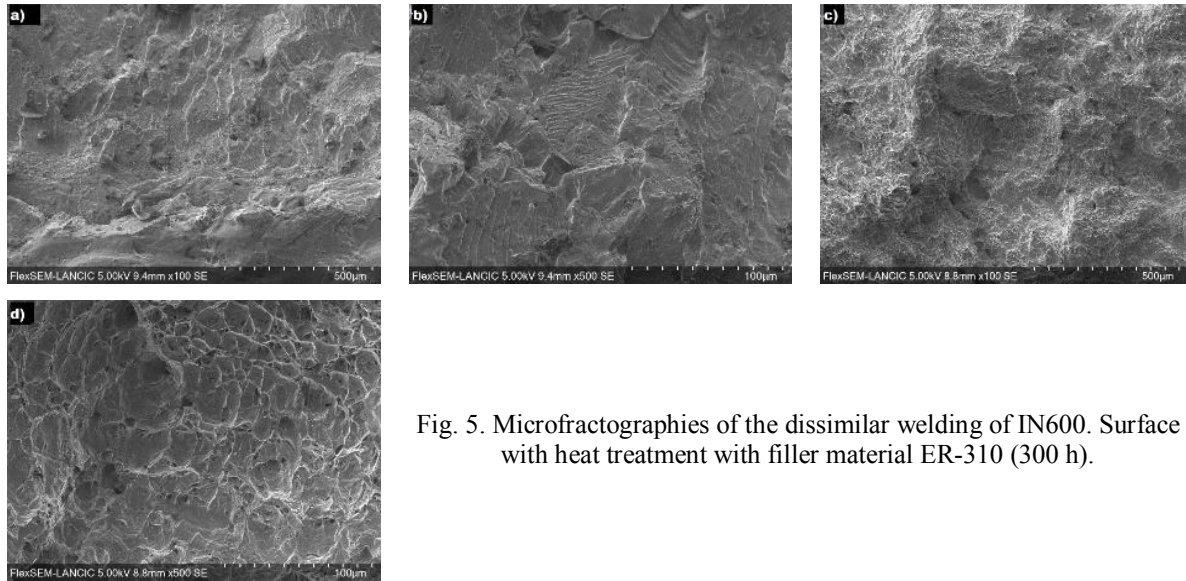 a)
FlexSEM-LANCIC 5.00kV 9.4mm x100 SE 500µm
b)
FlexSEM-LANCIC 5.00kV 9.4mm x500 SE 100µm
c)
FlexSEM-LANCIC 5.00kV 8.8mm x100 SE 500µm
d)
FlexSEM-LANCIC 5.00kV 8.8mm x500 SE 100µm
Fig. 5. Microfractographies of the dissimilar welding of IN600. Surface
with heat treatment with filler material ER-310 (300 h).